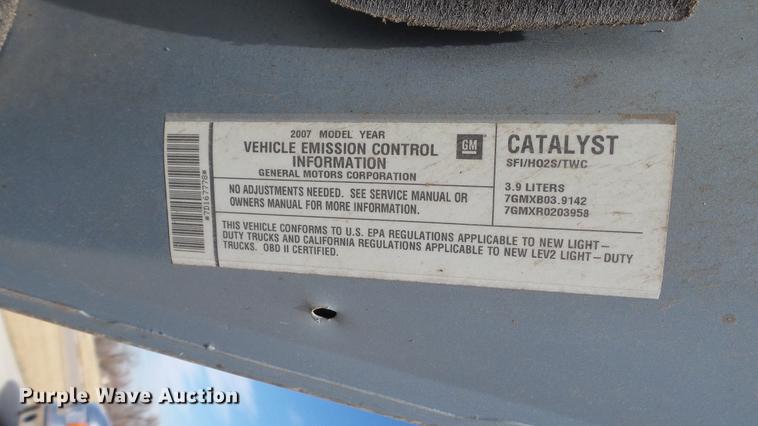 2007 MODEL YEAR
VEHICLE EMISSION CONTROL
INFORMATION
GENERAL MOTORS CORPORATION
GM
CATALYST
SFI/HO2S/TWC
NO ADJUSTMENTS NEEDED. SEE SERVICE MANUAL OR
OWNERS MANUAL FOR MORE INFORMATION.
3.9 LITERS
7GMXB03.9142
7GMXR0203958
THIS VEHICLE CONFORMS TO U.S. EPA REGULATIONS APPLICABLE TO NEW LIGHT-
DUTY TRUCKS AND CALIFORNIA REGULATIONS APPLICABLE TO NEW LEV2 LIGHT-DUTY
TRUCKS. OBD II CERTIFIED.
*7D167778*
Purple Wave Auction